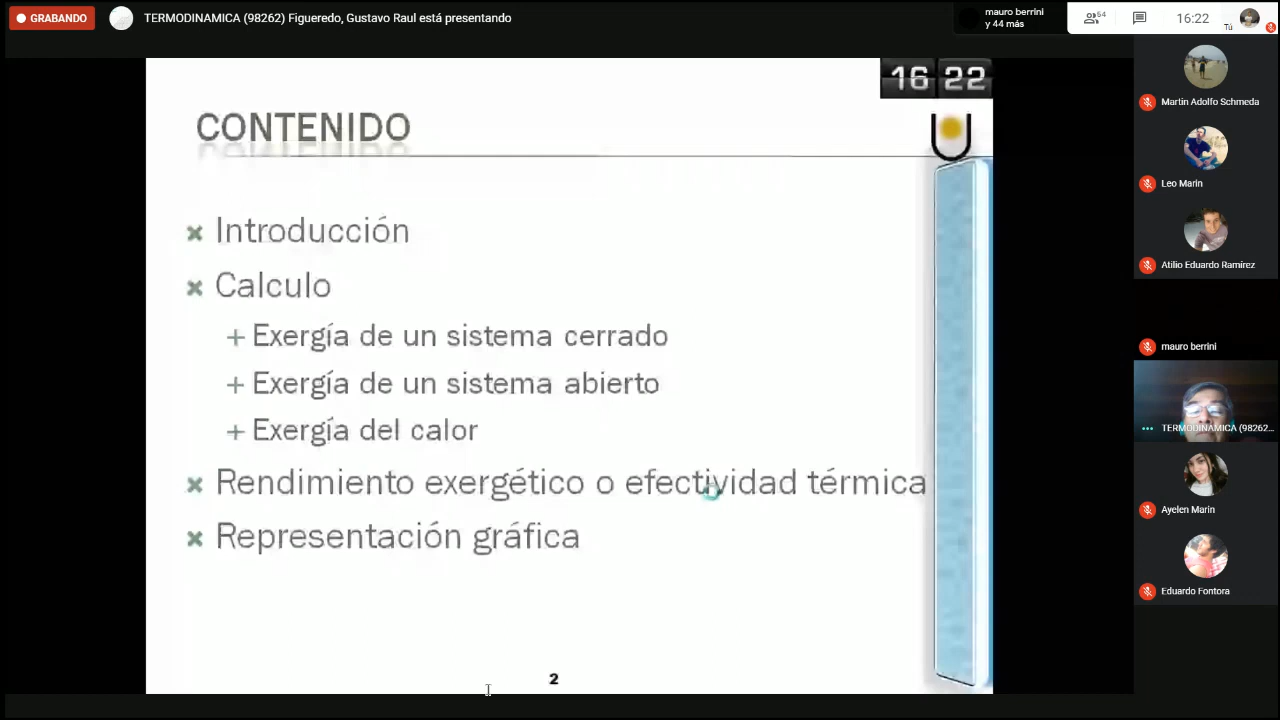 GRABANDO
TERMODINAMICA (98262) Figueredo, Gustavo Raul está presentando
mauro berrini
y 44 más
64
16:22
Tú
16 22
CONTENIDO
Introducción
Calculo
+ Exergía de un sistema cerrado
+ Exergía de un sistema abierto
+ Exergía del calor
Rendimiento exergético o efectividad térmica
Representación gráfica
2
Martin Adolfo Schmeda
Leo Marin
Atilio Eduardo Ramirez
mauro berrini
TERMODINAMICA (98262...
Ayelen Marin
Eduardo Fontora